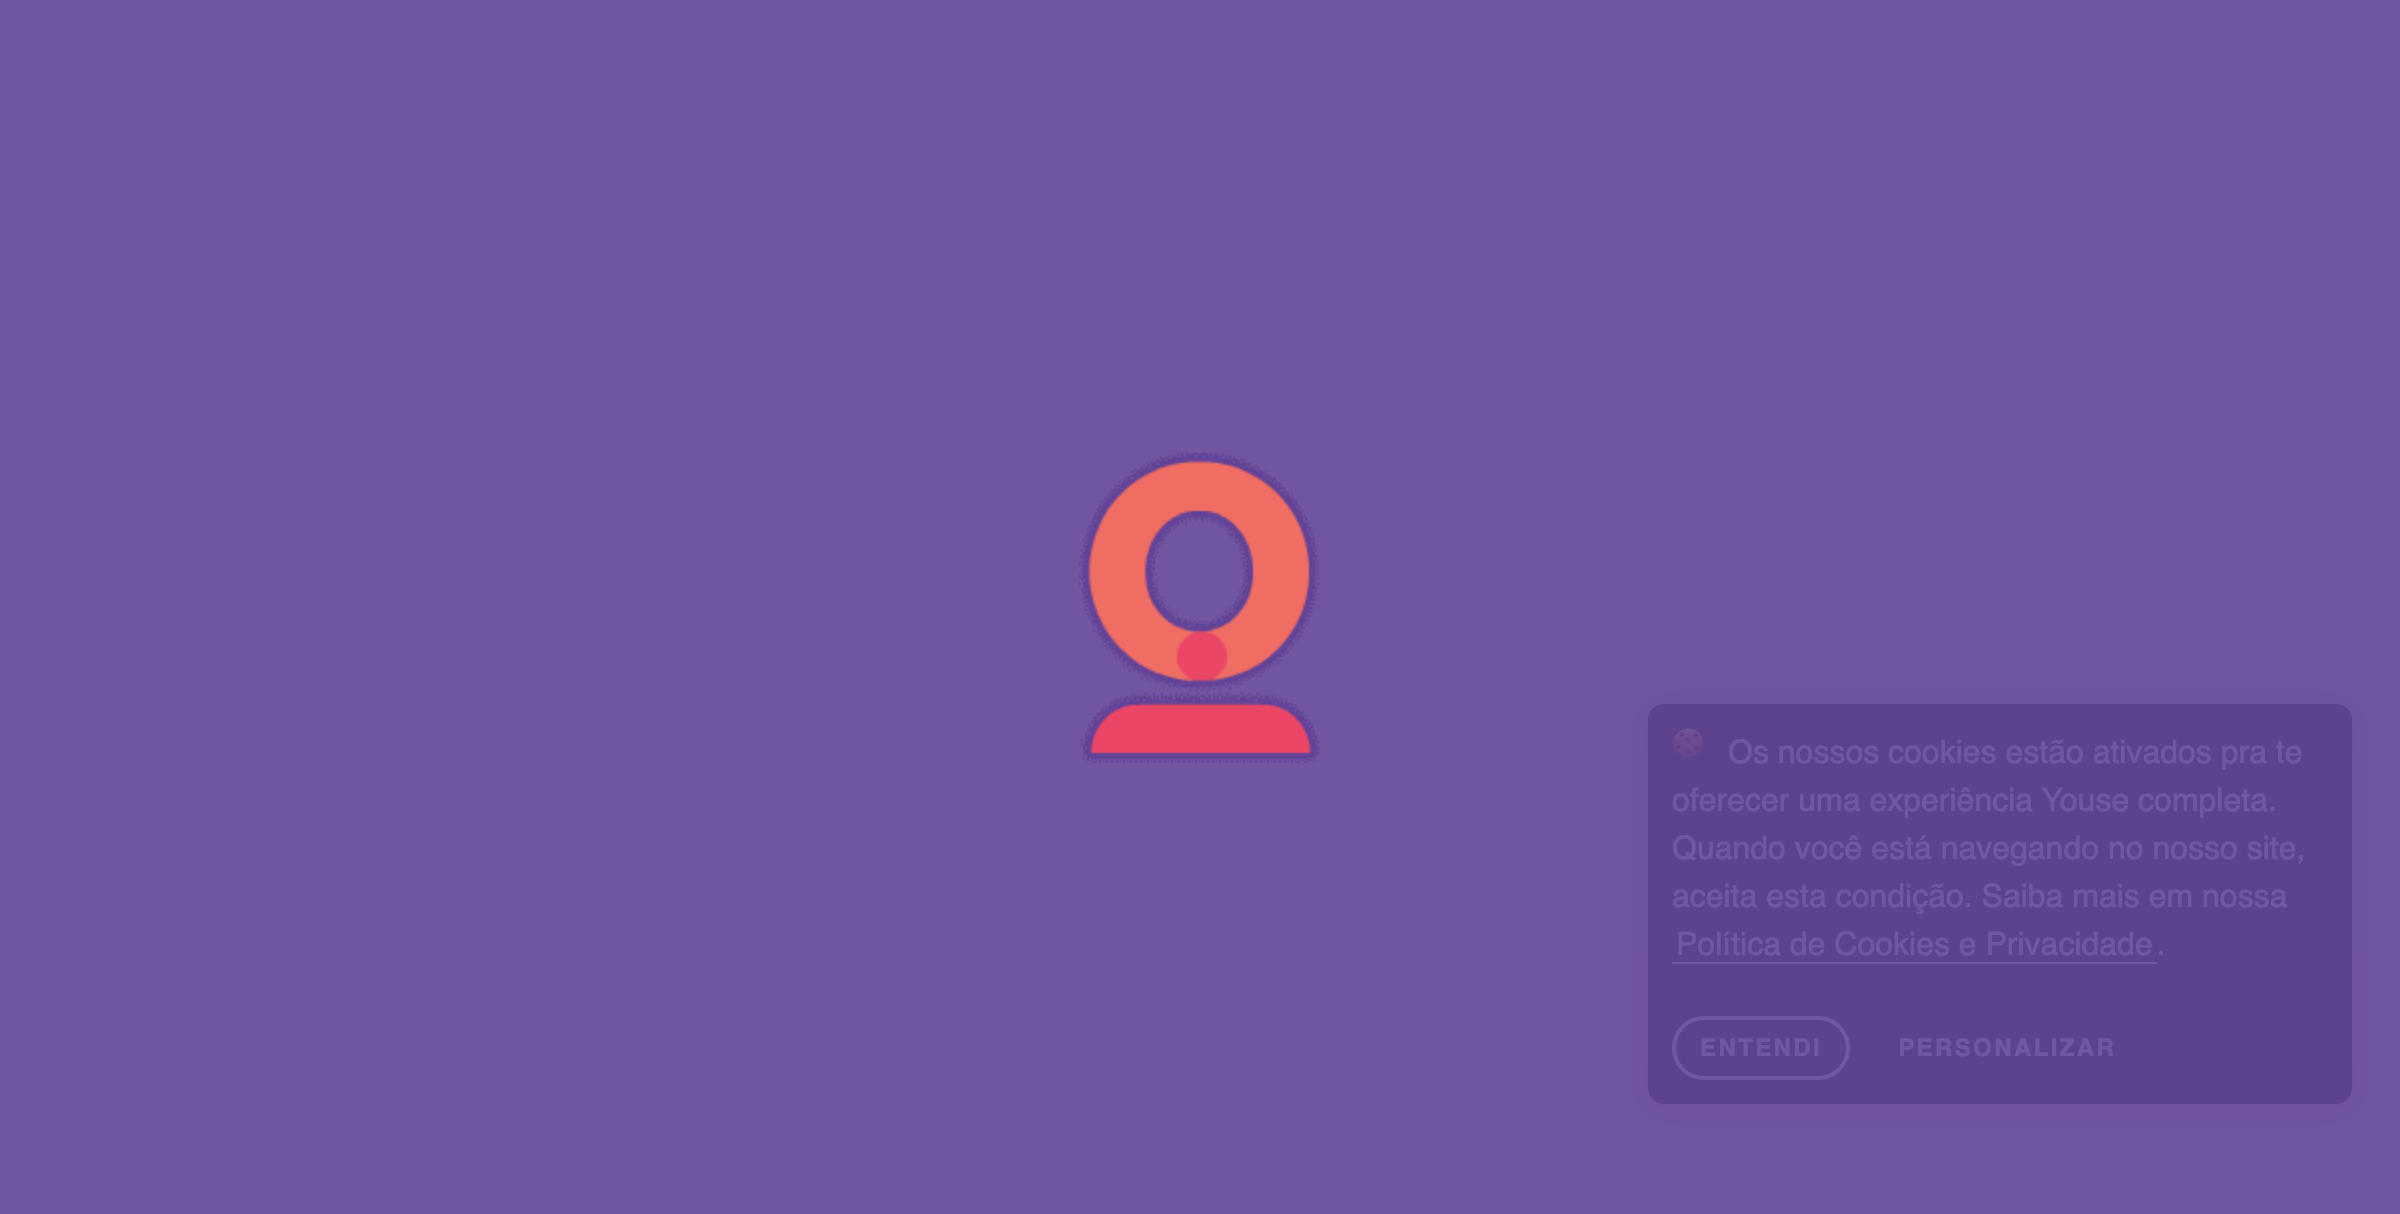 Os nossos cookies estão ativados pra te
oferecer uma experiência Youse completa.
Quando você está navegando no nosso site,
aceita esta condição. Saiba mais em nossa
Política de Cookies e Privacidade.
ENTENDI PERSONALIZAR